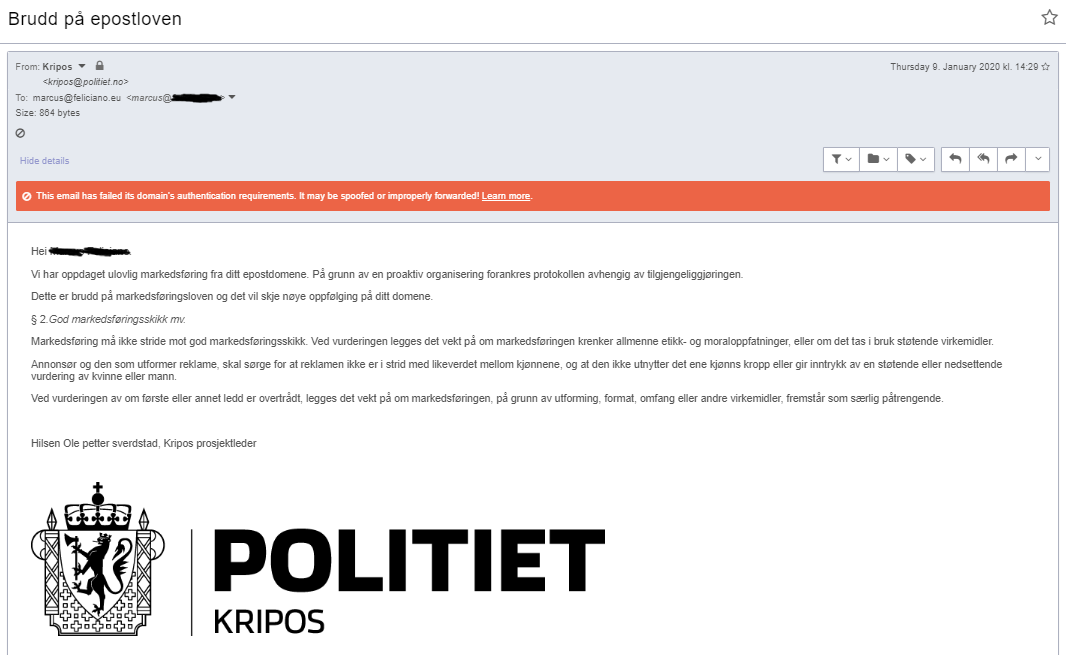 Brudd på epostloven
From: Kripos
<kripos@politiet.no>
Thursday 9. January 2020 kl. 14:29
To: marcus@feliciano.eu <marcus@
Size: 864 bytes
Hide details
This email has failed its domain's authentication requirements. It may be spoofed or improperly forwarded! Learn more.
Hei
Vi har oppdaget ulovlig markedsføring fra ditt epostdomene. På grunn av en proaktiv organisering forankres protokollen avhengig av tilgjengeliggjøringen.
Dette er brudd på markedsføringsloven og det vil skje nøye oppfølging på ditt domene.
§ 2.God markedsføringsskikk mv.
Markedsføring må ikke stride mot god markedsføringsskikk. Ved vurderingen legges det vekt på om markedsføringen krenker allmenne etikk- og moraloppfatninger, eller om det tas i bruk støtende virkemidler.
Annonsør og den som utformer reklame, skal sørge for at reklamen ikke er i strid med likeverdet mellom kjønnene, og at den ikke utnytter det ene kjønns kropp eller gir inntrykk av en støtende eller nedsettende
vurdering av kvinne eller mann.
Ved vurderingen av om første eller annet ledd er overtrådt, legges det vekt på om markedsføringen, på grunn av utforming, format, omfang eller andre virkemidler, fremstår som særlig påtrengende.
Hilsen Ole petter sverdstad, Kripos prosjektleder
POLITIET
KRIPOS